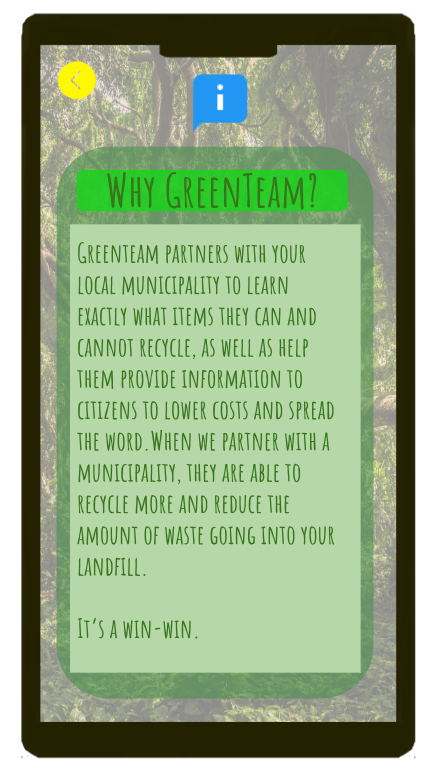 i
Why GreenTeam?
Greenteam partners with your
local municipality to learn
exactly what items they can and
cannot recycle, as well as help
them provide information to
citizens to lower costs and spread
the word.When we partner with a
municipality, they are able to
recycle more and reduce the
amount of waste going into your
landfill.
It's a win-win.